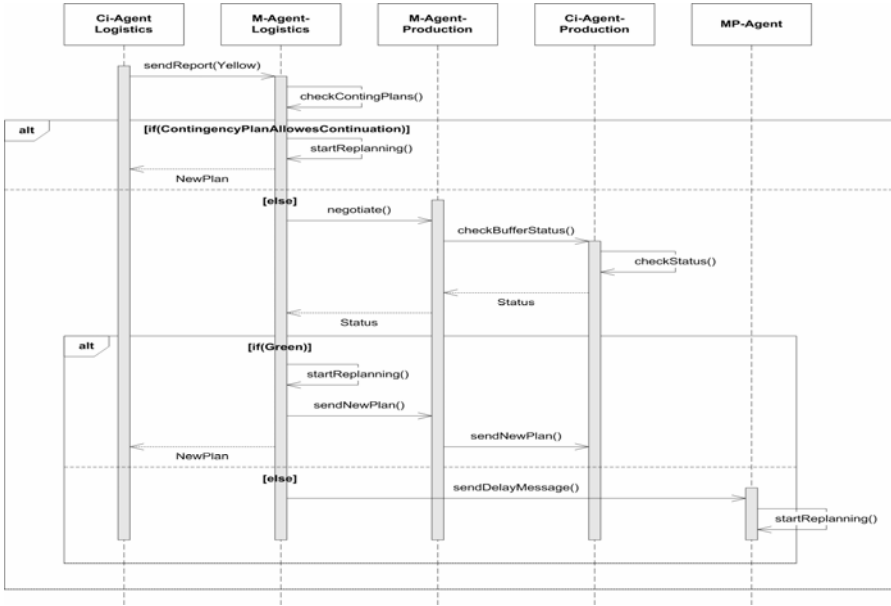 Ci-Agent
Logistics
M-Agent-
Logistics
M-Agent-
Production
Ci-Agent-
Production
MP-Agent
sendReport(Yellow)
checkContingPlans()
alt
[if(ContingencyPlanAllowesContinuation)]
startReplanning()
NewPlan
[else]
negotiate()
checkBufferStatus()
checkStatus()
Status
Status
alt
[if(Green)]
startReplanning()
sendNewPlan()
sendNewPlan()
NewPlan
[else]
sendDelayMessage()
startReplanning()